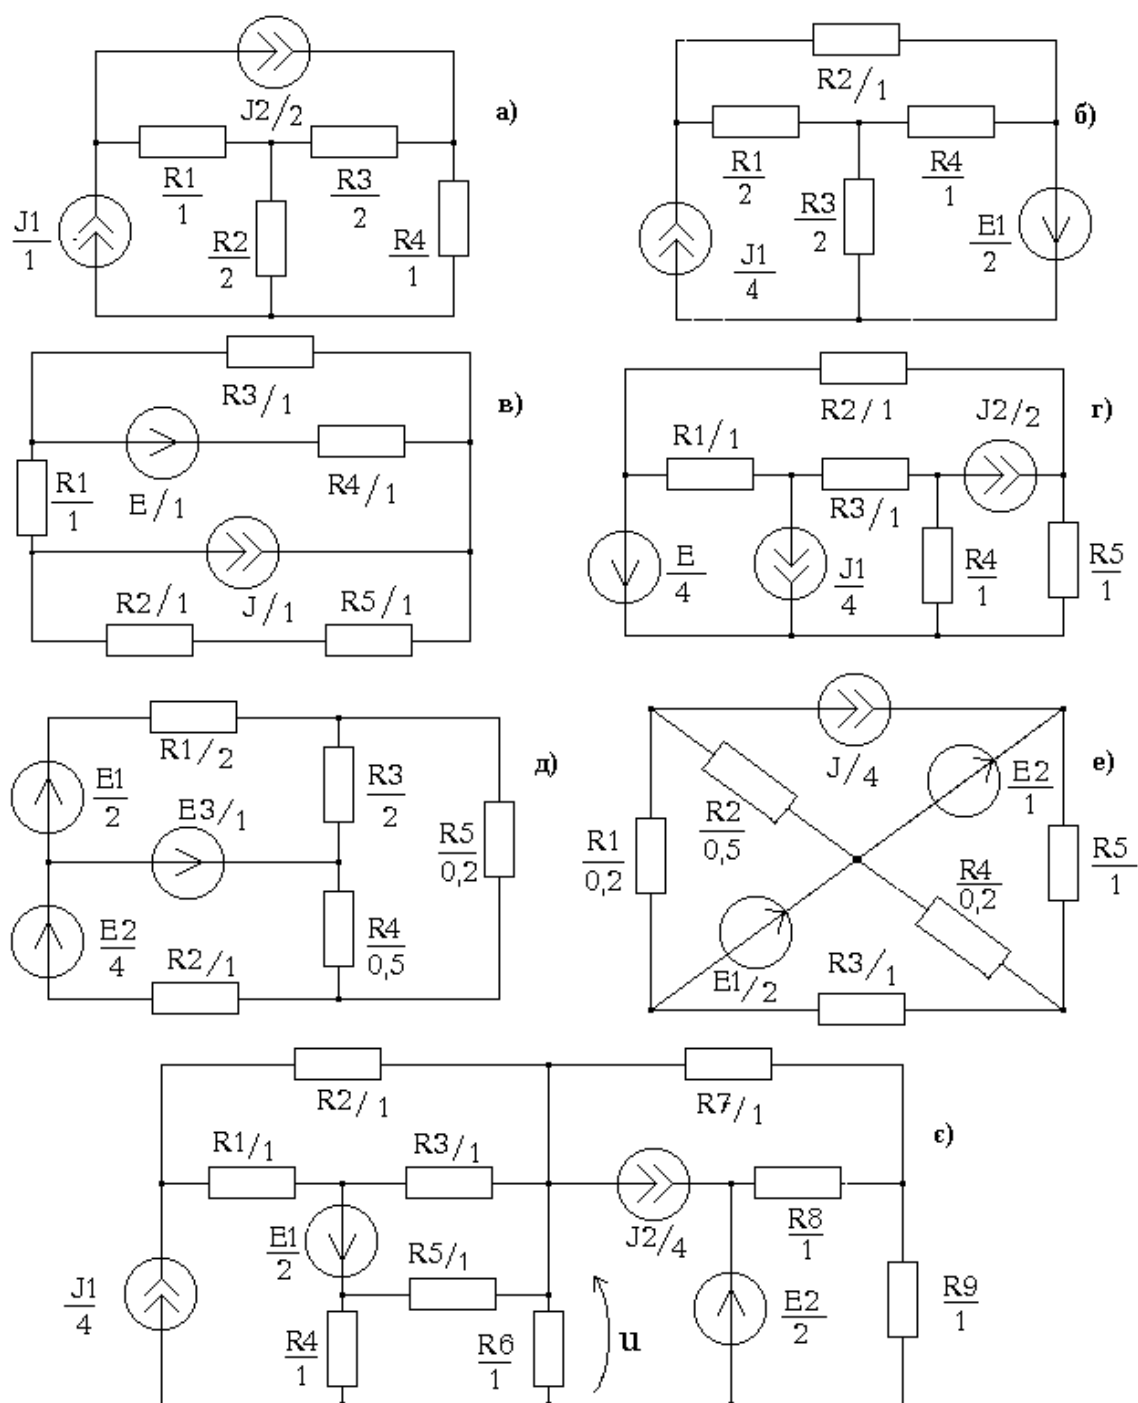 J2/2
а)
R1/1
R3/2
J1/1
R2/2
R4/1
R2/1
б)
R1/2
R4/1
R3/2
E1/2
J1/4
R3/1
в)
R1/1
E/1
R4/1
J/1
R2/1
R5/1
R2/1
J2/2
г)
R1/1
R3/1
E/4
J1/4
R4/1
R5/1
R1/2
д)
E1/2
E3/1
R3/2
R5/0,2
E2/4
R4/0,5
R2/1
J/4
е)
E2/1
R2/0,5
R1/0,2
R4/0,2
R5/1
R3/1
E1/2
R2/1
R7/1
є)
R1/1
R3/1
E1/2
R5/1
J2/4
R8/1
J1/4
R4/1
R6/1
u
E2/2
R9/1